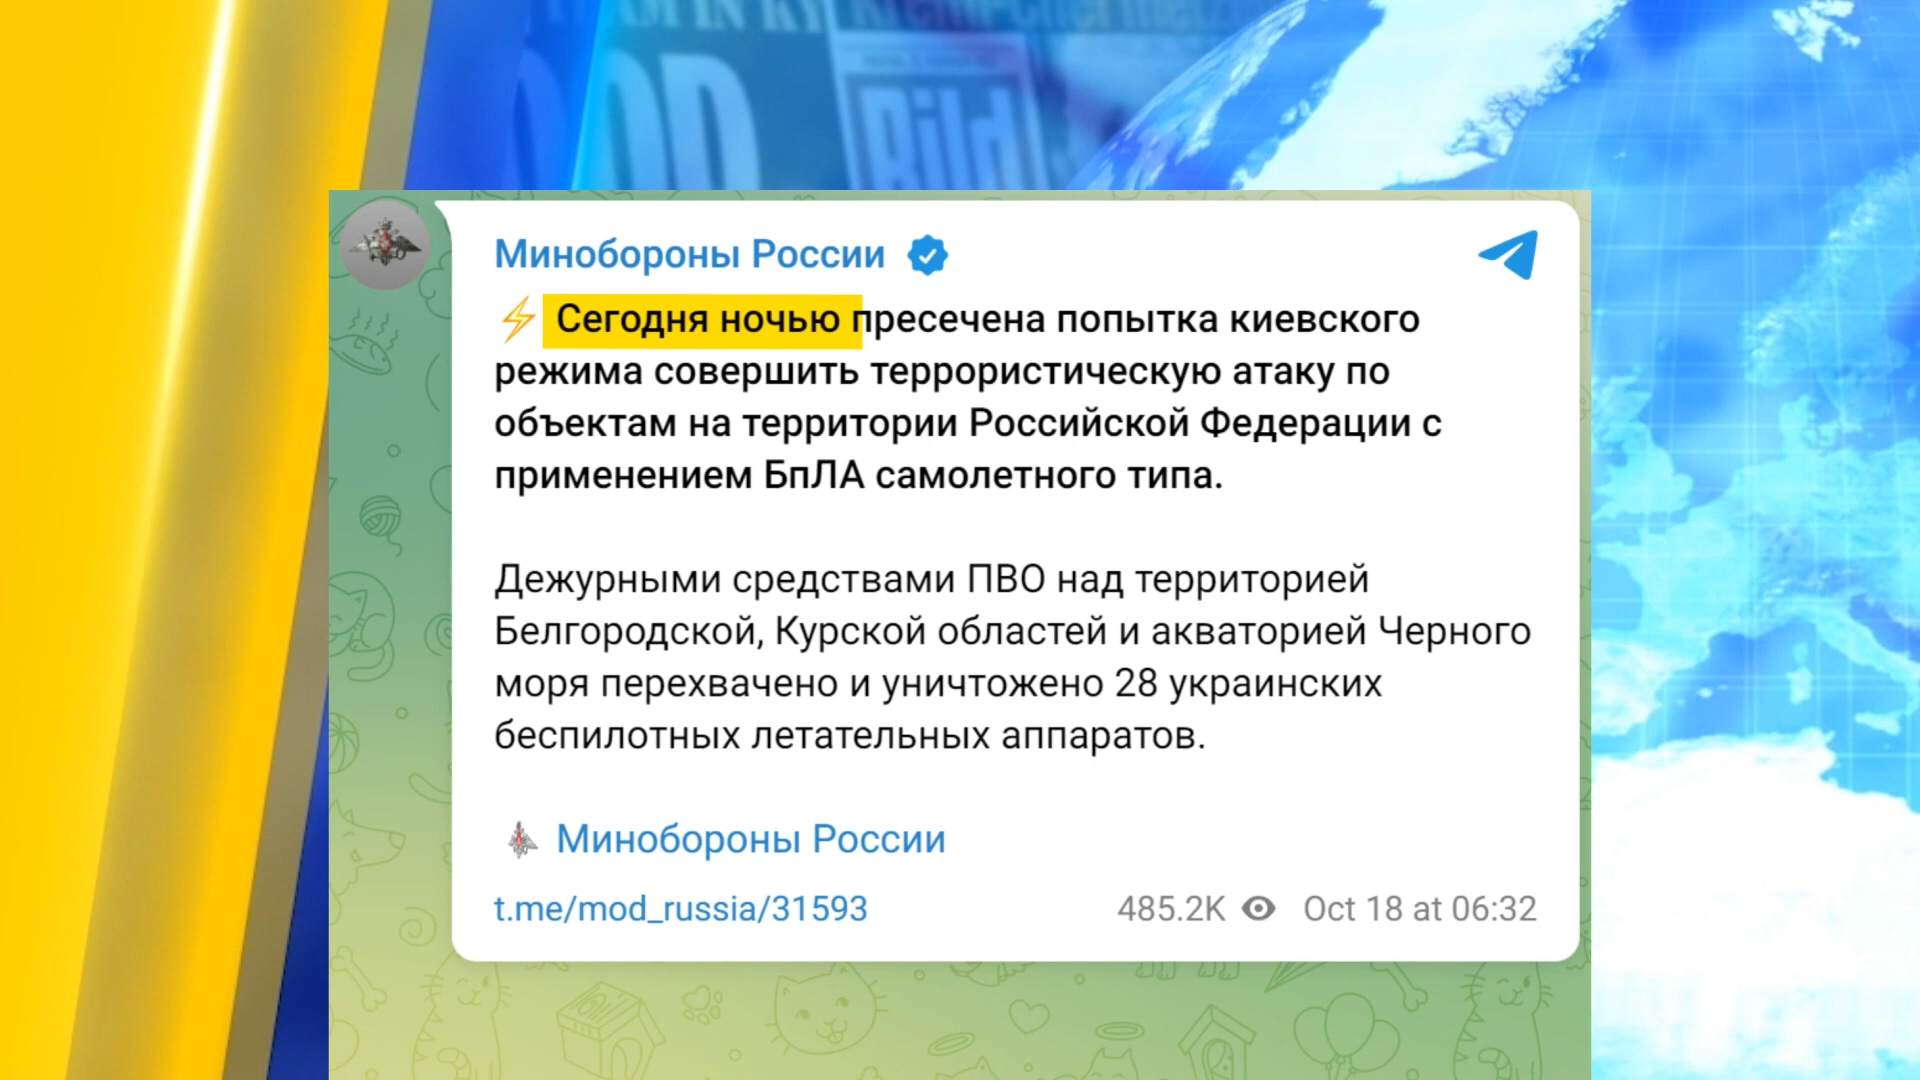 Bild
Минобороны России
Сегодня ночью пресечена попытка киевского
режима совершить террористическую атаку по
объектам на территории Российской Федерации с
применением БпЛА самолетного типа.
Дежурными средствами ПВО над территорией
Белгородской, Курской областей и акваторией Черного
моря перехвачено и уничтожено 28 украинских
беспилотных летательных аппаратов.
Минобороны России
t.me/mod_russia/31593
485.2K Oct 18 at 06:32